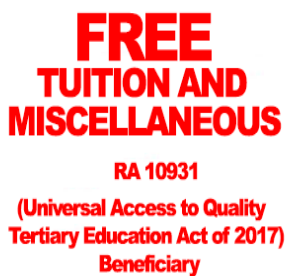 FREE
TUITION AND
MISCELLANEOUS
RA 10931
(Universal Access to Quality
Tertiary Education Act of 2017)
Beneficiary